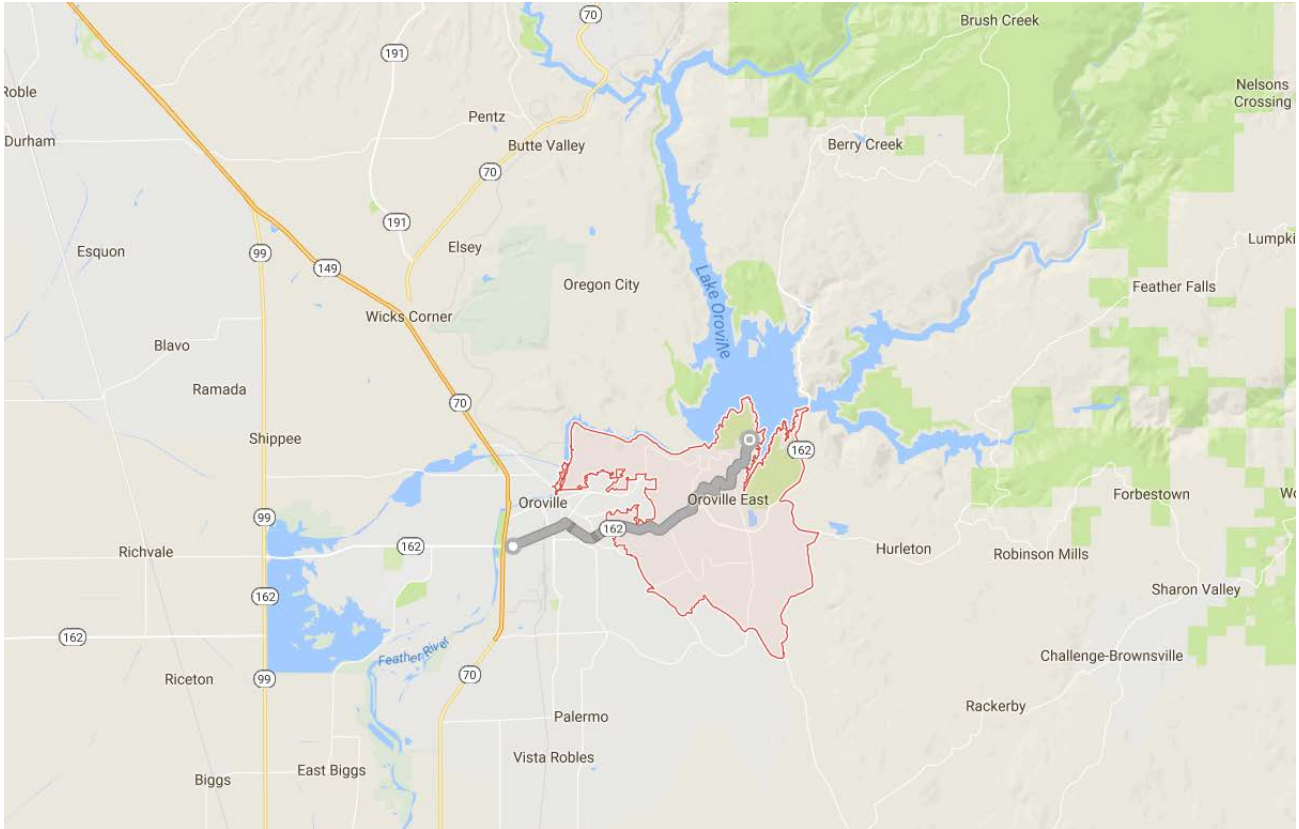 70
Brush Creek
191
Roble
Nelsons
Crossing
Pentz
Durham
Butte Valley
Berry Creek
70
191
Lumpki
Esquon
99
Elsey
149
Lake Oroville
Oregon City
Feather Falls
Wicks Corner
Blavo
Ramada
70
Shippee
162
Oroville
Oroville East
Forbestown
Wo
99
162
Richvale
162
Hurleton
Robinson Mills
162
Sharon Valley
162
Feather River
Challenge-Brownsville
Riceton
99
70
Rackerby
Palermo
Vista Robles
Biggs
East Biggs